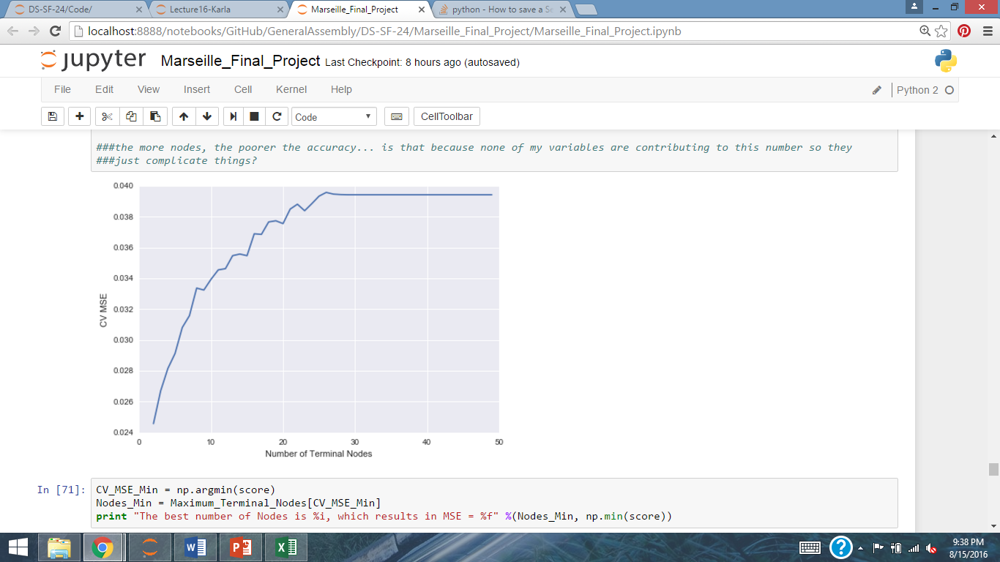 DS-SF-24/Code/
Lecture16-Karla
Marseille_Final_Project
python - How to save a Se
localhost:8888/notebooks/GitHub/GeneralAssembly/DS-SF-24/Marseille_Final_Project/Marseille_Final_Project.ipynb
jupyter Marseille_Final_Project Last Checkpoint: 8 hours ago (autosaved)
File Edit View Insert Cell Kernel Help
Python 2
Code
CellToolbar
###the more nodes, the poorer the accuracy... is that because none of my variables are contributing to this number so they
###just complicate things?
0.040
0.038
0.036
0.034
0.032
0.030
0.028
0.026
0.024
CV MSE
0 10 20 30 40 50
Number of Terminal Nodes
In [71]: CV_MSE_Min = np.argmin(score)
Nodes_Min = Maximum_Terminal_Nodes[CV_MSE_Min]
print "The best number of Nodes is %i, which results in MSE = %f" %(Nodes_Min, np.min(score))
9:38 PM
8/15/2016